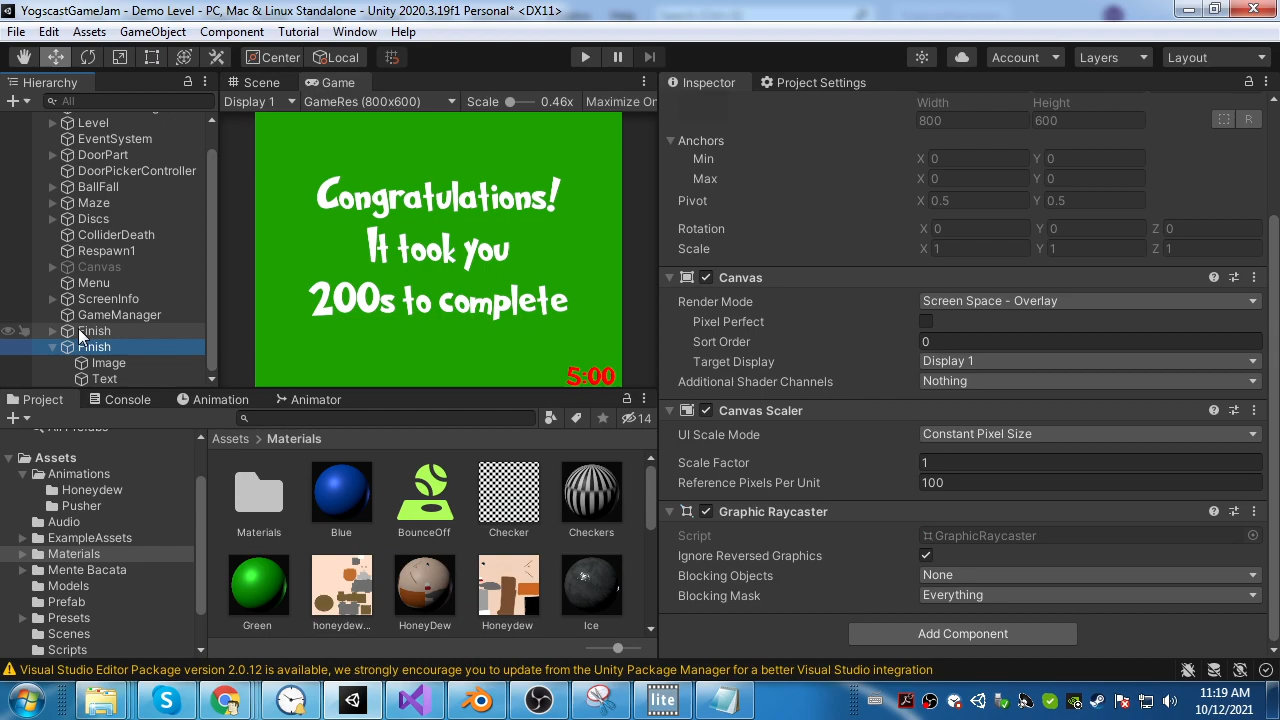 YogscastGameJam - Demo Level - PC, Mac & Linux Standalone - Unity 2020.3.19f1 Personal* <DX11>
File Edit Assets GameObject Component Tutorial Window Help
Center Local Account Layers Layout
Hierarchy
All
Level
EventSystem
DoorPart
DoorPickerController
BallFall
Maze
Discs
ColliderDeath
Respawn1
Canvas
Menu
ScreenInfo
GameManager
Finish
Finish
Image
Text
Scene Game
Display 1 GameRes (800x600) Scale 0.46x Maximize On
Congratulations!
It took you
200s to complete
5:00
Inspector Project Settings
Width Height
800 600
R
Anchors
Min X 0 Y 0
Max X 0 Y 0
Pivot X 0.5 Y 0.5
Rotation X 0 Y 0 Z 0
Scale X 1 Y 1 Z 1
Canvas
Render Mode Screen Space - Overlay
Pixel Perfect
Sort Order 0
Target Display Display 1
Additional Shader Channels Nothing
Canvas Scaler
UI Scale Mode Constant Pixel Size
Scale Factor 1
Reference Pixels Per Unit 100
Graphic Raycaster
Script GraphicRaycaster
Ignore Reversed Graphics
Blocking Objects None
Blocking Mask Everything
Add Component
Project Console Animation Animator
14
Assets
Animations
Honeydew
Pusher
Audio
ExampleAssets
Materials
Mente Bacata
Models
Prefab
Presets
Scenes
Scripts
Assets > Materials
Materials Blue BounceOff Checker Checkers
Green honeydew... HoneyDew Honeydew Ice
Visual Studio Editor Package version 2.0.12 is available, we strongly encourage you to update from the Unity Package Manager for a better Visual Studio integration
lite
11:19 AM
10/12/2021